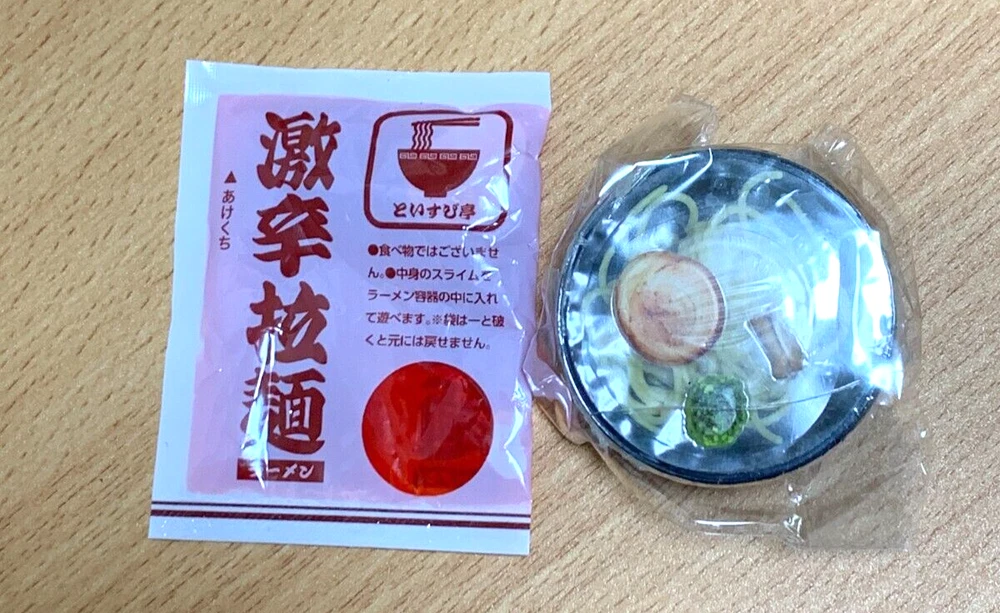 激辛拉麺
ラーメン
▲あけくち
といすぴ亭
●食べ物ではございませ
ん。●中身のスライムを
ラーメン容器の中に入れ
て遊べます。※袋は一と破
くと元には戻せません。